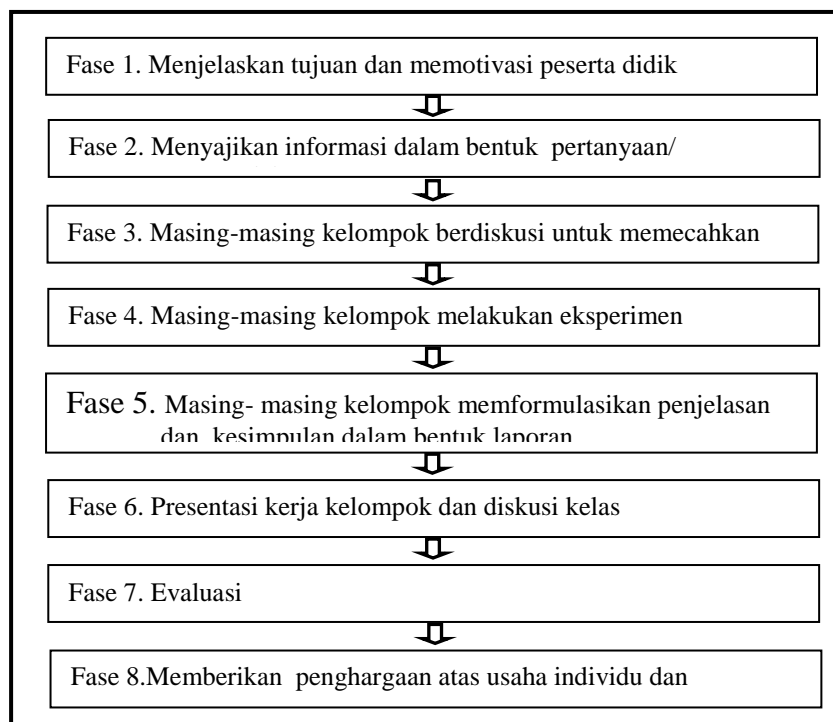 Fase 1. Menjelaskan tujuan dan memotivasi peserta didik
Fase 2. Menyajikan informasi dalam bentuk  pertanyaan/
Fase 3. Masing-masing kelompok berdiskusi untuk memecahkan
Fase 4. Masing-masing kelompok melakukan eksperimen
Fase 5. Masing- masing kelompok memformulasikan penjelasan
dan  kesimpulan dalam bentuk laporan
Fase 6. Presentasi kerja kelompok dan diskusi kelas
Fase 7. Evaluasi
Fase 8.Memberikan  penghargaan atas usaha individu dan